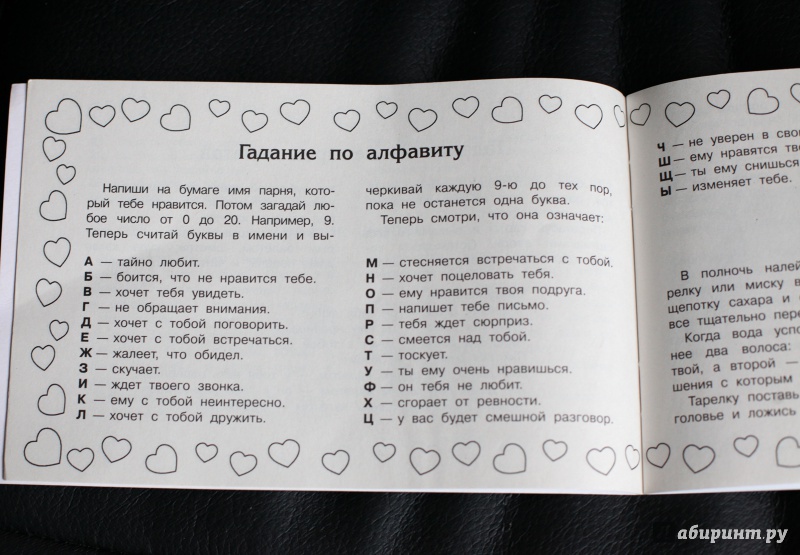 Гадание по алфавиту
Напиши на бумаге имя парня, кото-
рый тебе нравится. Потом загадай лю-
бое число от 0 до 20. Например, 9.
Теперь считай буквы в имени и вы-
черкивай каждую 9-ю до тех пор,
пока не останется одна буква.
Теперь смотри, что она означает:
А — тайно любит.
Б — боится, что не нравится тебе.
В — хочет тебя увидеть.
Г — не обращает внимания.
Д — хочет с тобой поговорить.
Е — хочет с тобой встречаться.
Ж — жалеет, что обидел.
З — скучает.
И — ждет твоего звонка.
К — ему с тобой неинтересно.
Л — хочет с тобой дружить.
М — стесняется встречаться с тобой.
Н — хочет поцеловать тебя.
О — ему нравится твоя подруга.
П — напишет тебе письмо.
Р — тебя ждет сюрприз.
С — смеется над тобой.
Т — тоскует.
У — ты ему очень нравишься.
Ф — он тебя не любит.
Х — сгорает от ревности.
Ц — у вас будет смешной разговор.
Ч — не уверен в
Ш — ему нравятся
Щ — ты ему снишься
Ы — изменяет тебе.
В полночь
релку или миску
щепотку сахара и
все тщательно
Когда вода
нее два волоса:
твой, а второй —
шения с которым
Тарелку
головье и ложись
абиринт.ру